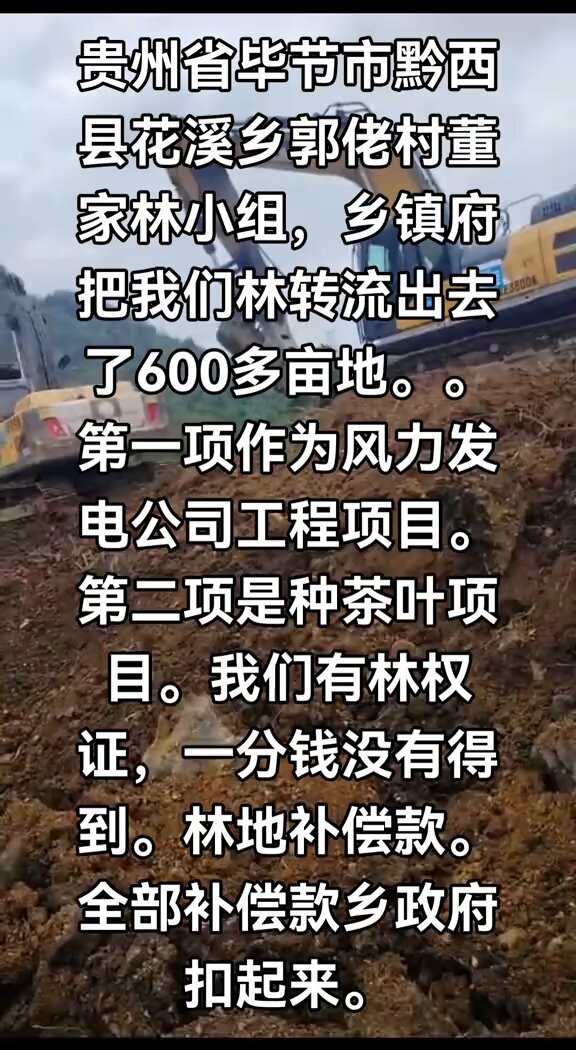 贵州省毕节市黔西
县花溪乡郭佬村董
家林小组，乡镇府
把我们林转流出去
了600多亩地。。
第一项作为风力发
电公司工程项目。
第二项是种茶叶项
目。我们有林权
证，一分钱没有得
到。林地补偿款。
全部补偿款乡政府
扣起来。